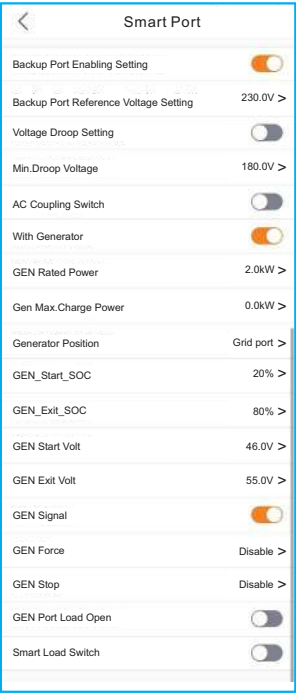 Smart Port
Backup Port Enabling Setting
Backup Port Reference Voltage Setting 230.0V >
Voltage Droop Setting
Min.Droop Voltage 180.0V >
AC Coupling Switch
With Generator
GEN Rated Power 2.0kW >
Gen Max.Charge Power 0.0kW >
Generator Position Grid port >
GEN_Start_SOC 20% >
GEN_Exit_SOC 80% >
GEN Start Volt 46.0V >
GEN Exit Volt 55.0V >
GEN Signal
GEN Force Disable >
GEN Stop Disable >
GEN Port Load Open
Smart Load Switch